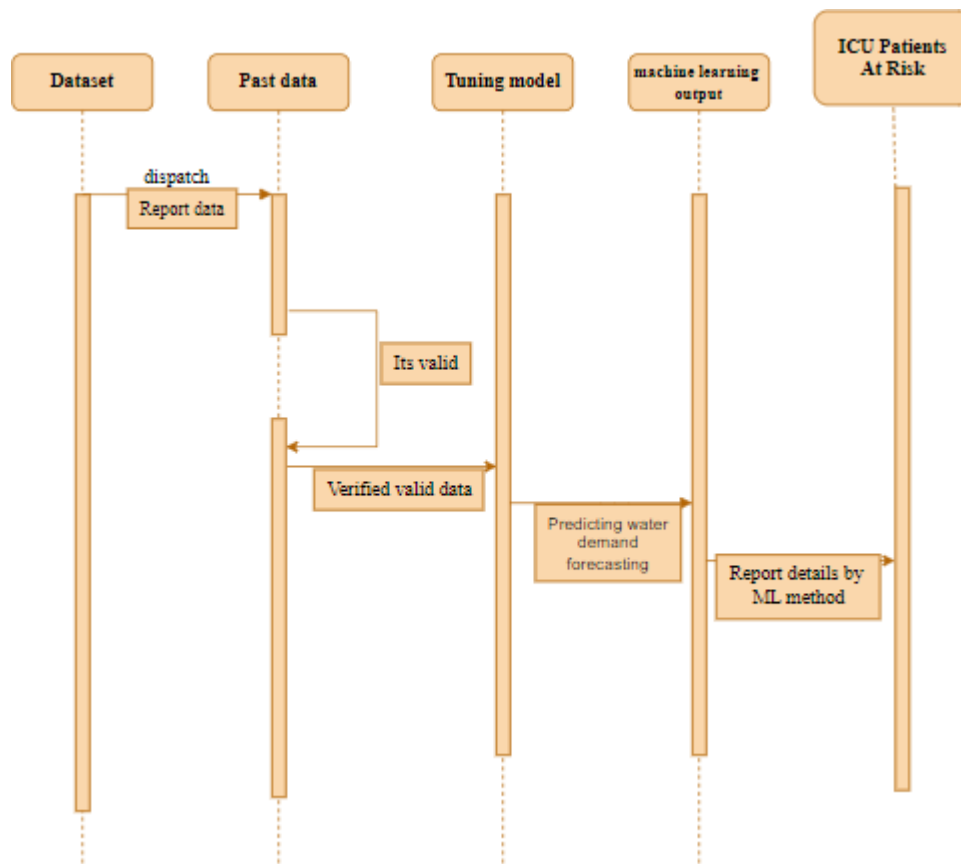 Dataset
Past data
Tuning model
machine learning
output
ICU Patients
At Risk
dispatch
Report data
Its valid
Verified valid data
Predicting water
demand
forecasting
Report details by
ML method